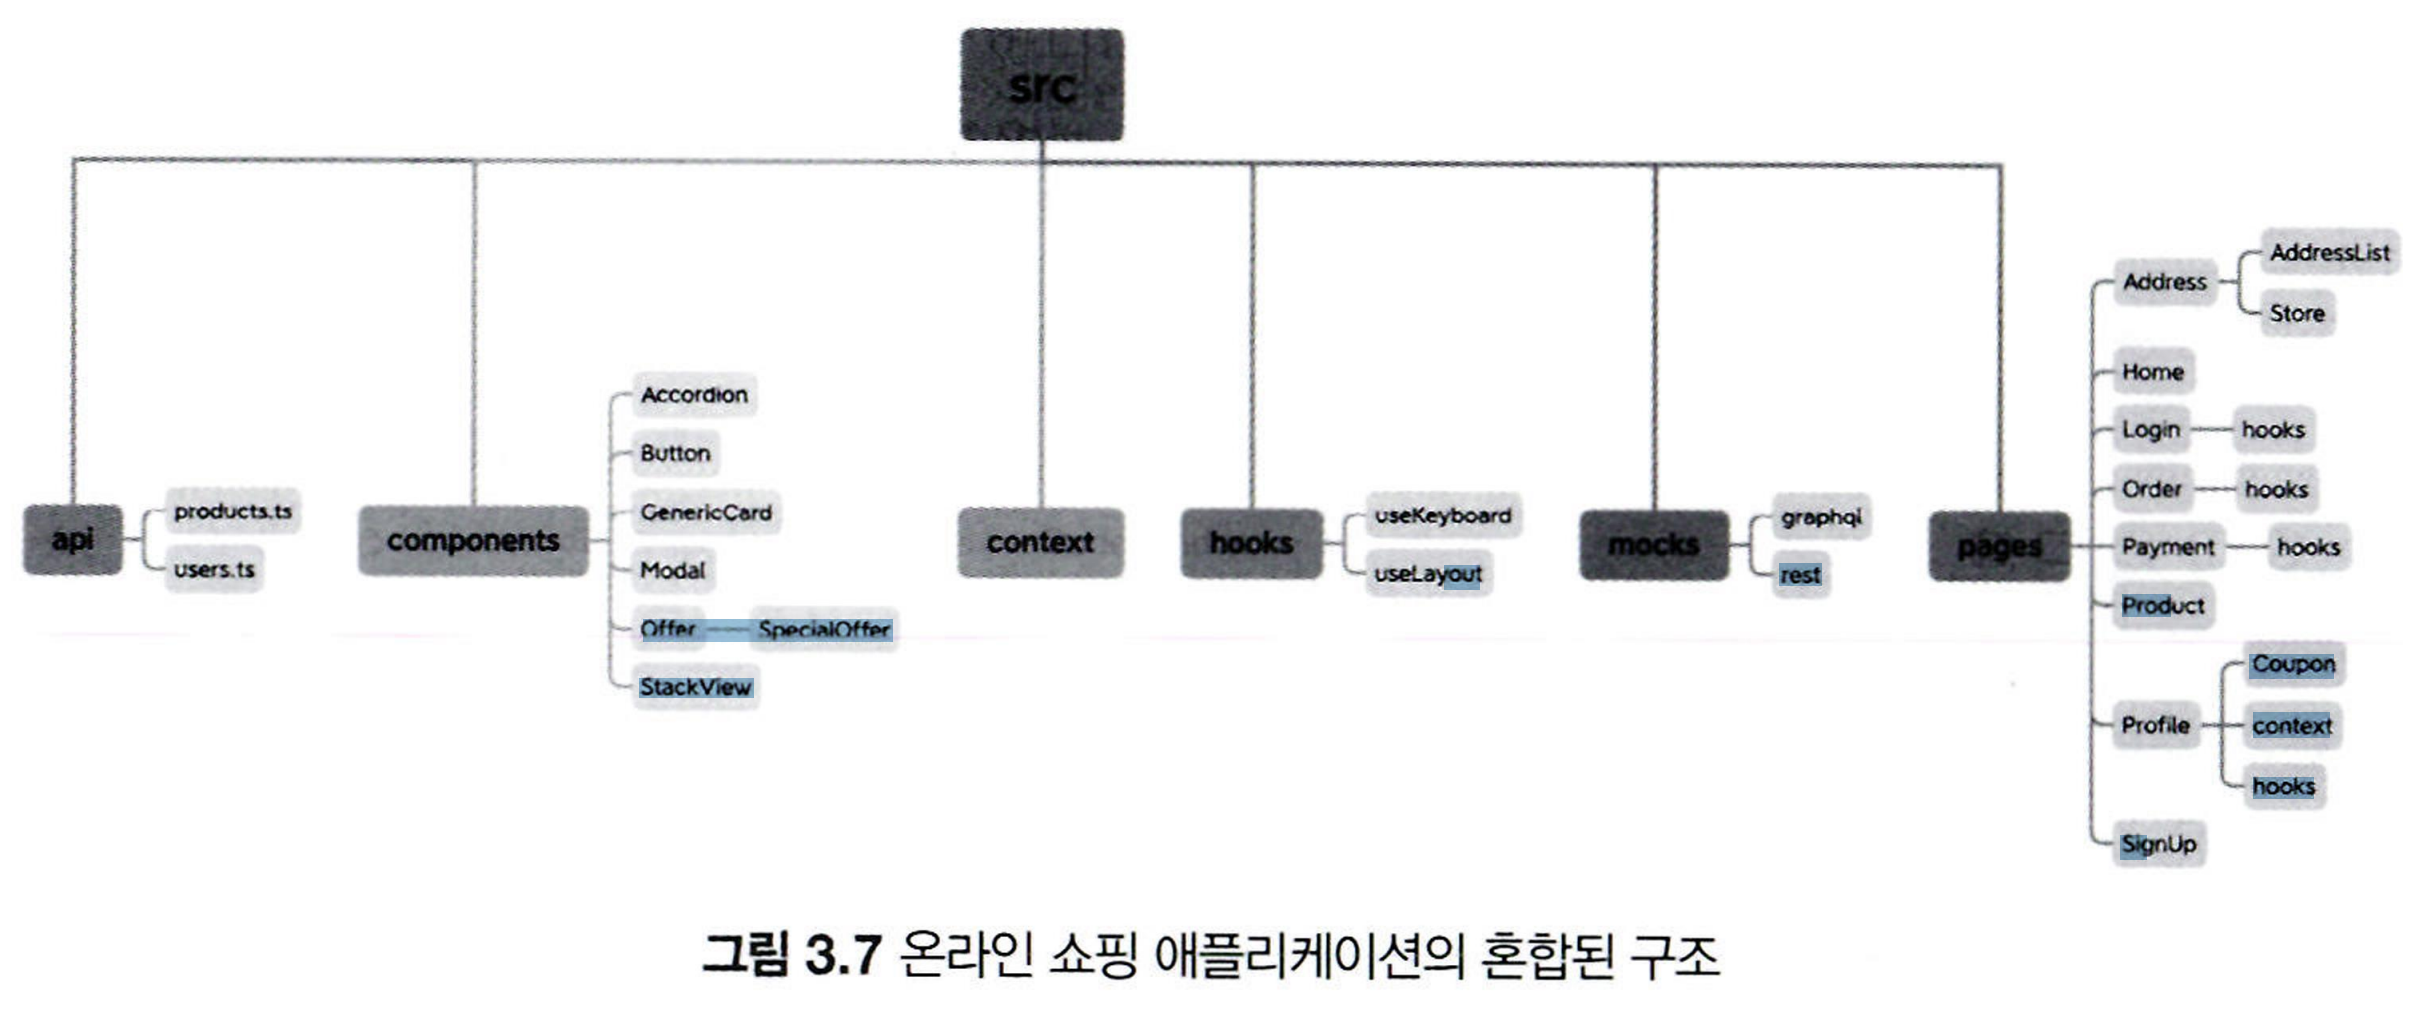 src
api
products.ts
users.ts
components
Accordion
Button
GenericCard
Modal
Offer
SpecialOffer
StackView
context
hooks
useKeyboard
useLayout
mocks
graphqi
rest
pages
Address
AddressList
Store
Home
Login
hooks
Order
hooks
Payment
hooks
Product
Profile
Coupon
context
hooks
SignUp
그림 3.7 온라인 쇼핑 애플리케이션의 혼합된 구조